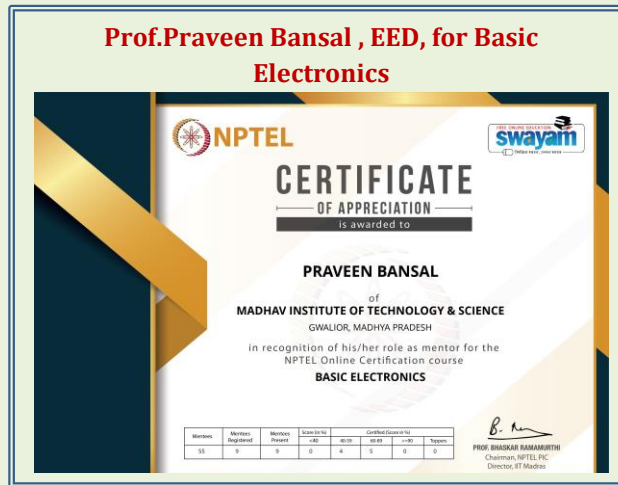 Prof.Praveen Bansal , EED, for Basic
Electronics
NPTEL
FREE ONLINE EDUCATION
swayam
CERTIFICATE
OF APPRECIATION
is awarded to
PRAVEEN BANSAL
of
MADHAV INSTITUTE OF TECHNOLOGY & SCIENCE
GWALIOR, MADHYA PRADESH
in recognition of his/her role as mentor for the
NPTEL Online Certification course
BASIC ELECTRONICS
Mentees Mentees Registered Mentees Present Score (in %) Certified (Score in %)
<40 40-59 60-89 >=90 Toppers
55 9 9 0 4 5 0 0
PROF. BHASKAR RAMAMURTHI
Chairman, NPTEL PIC
Director, IIT Madras